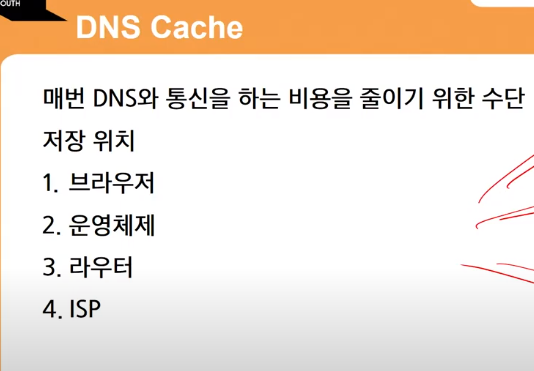 OUTH
DNS Cache
매번 DNS와 통신을 하는 비용을 줄이기 위한 수단
저장 위치
1. 브라우저
2. 운영체제
3. 라우터
4. ISP